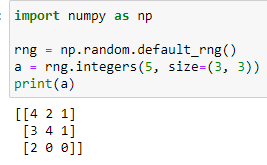 import numpy as np
rng = np.random.default_rng()
a = rng.integers(5, size=(3, 3))
print(a)
[[4 2 1]
 [3 4 1]
 [2 0 0]]